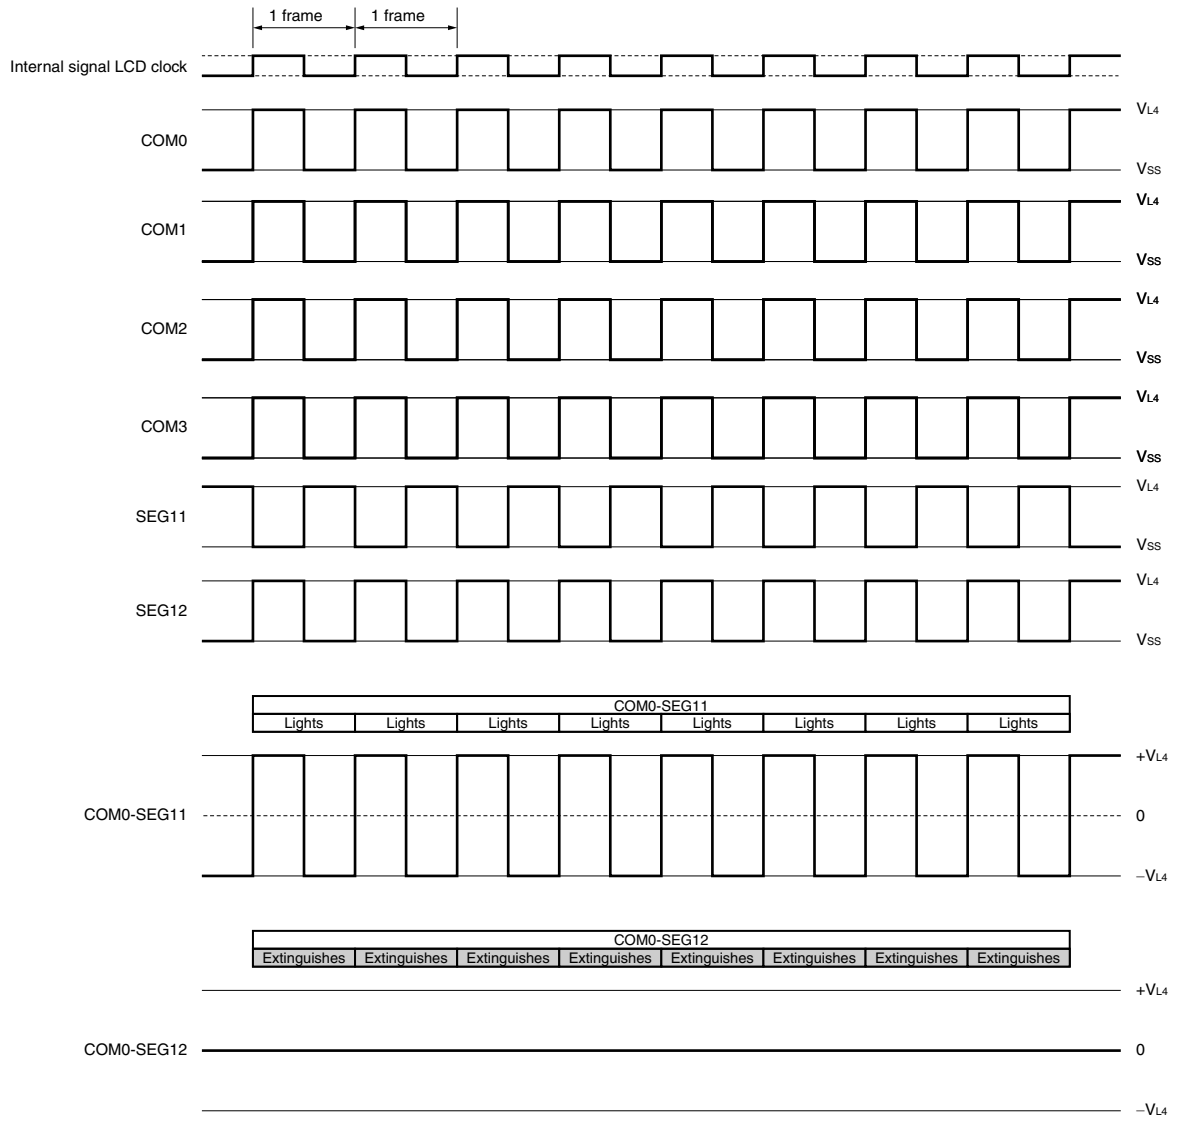 1 frame 1 frame
Internal signal LCD clock
VL4
COM0
VSS
VL4
COM1
VSS
VL4
COM2
VSS
VL4
COM3
VSS
VL4
SEG11
VSS
VL4
SEG12
VSS
COM0-SEG11
Lights Lights Lights Lights Lights Lights Lights Lights
+VL4
COM0-SEG11 0
−VL4
COM0-SEG12
Extinguishes Extinguishes Extinguishes Extinguishes Extinguishes Extinguishes Extinguishes Extinguishes
+VL4
COM0-SEG12 0
−VL4